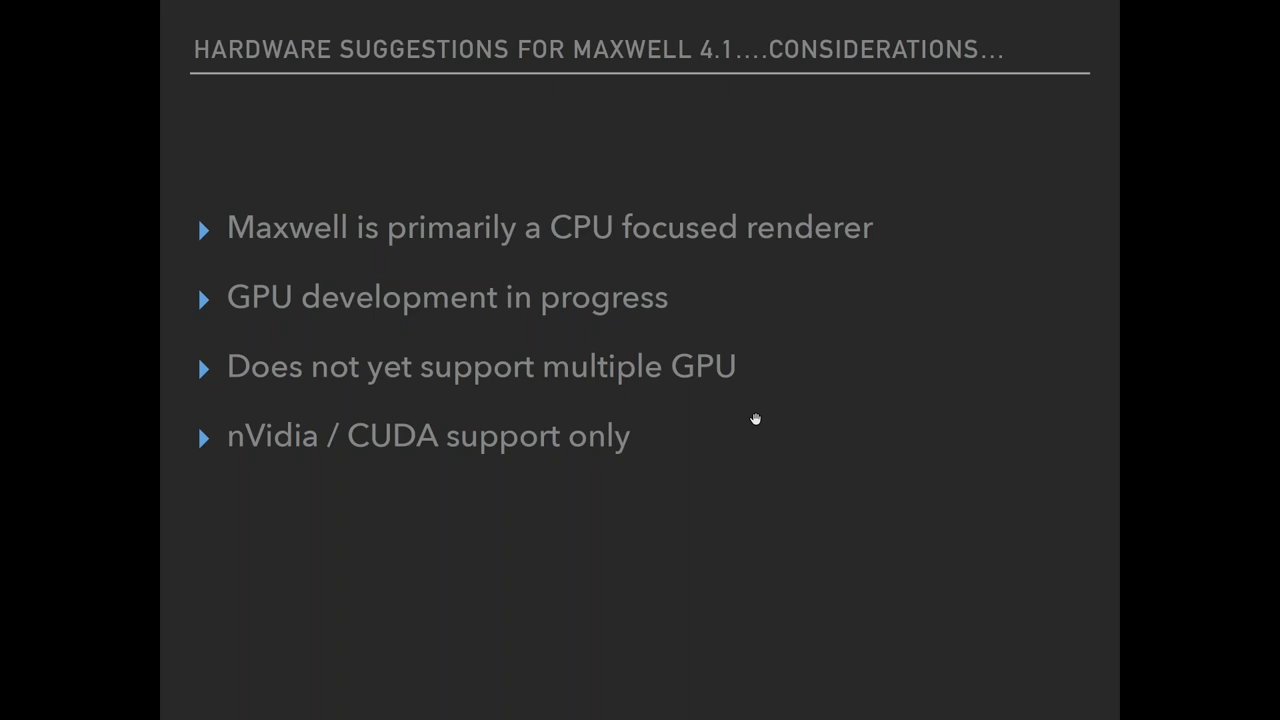 HARDWARE SUGGESTIONS FOR MAXWELL 4.1....CONSIDERATIONS...
Maxwell is primarily a CPU focused renderer
GPU development in progress
Does not yet support multiple GPU
nVidia / CUDA support only